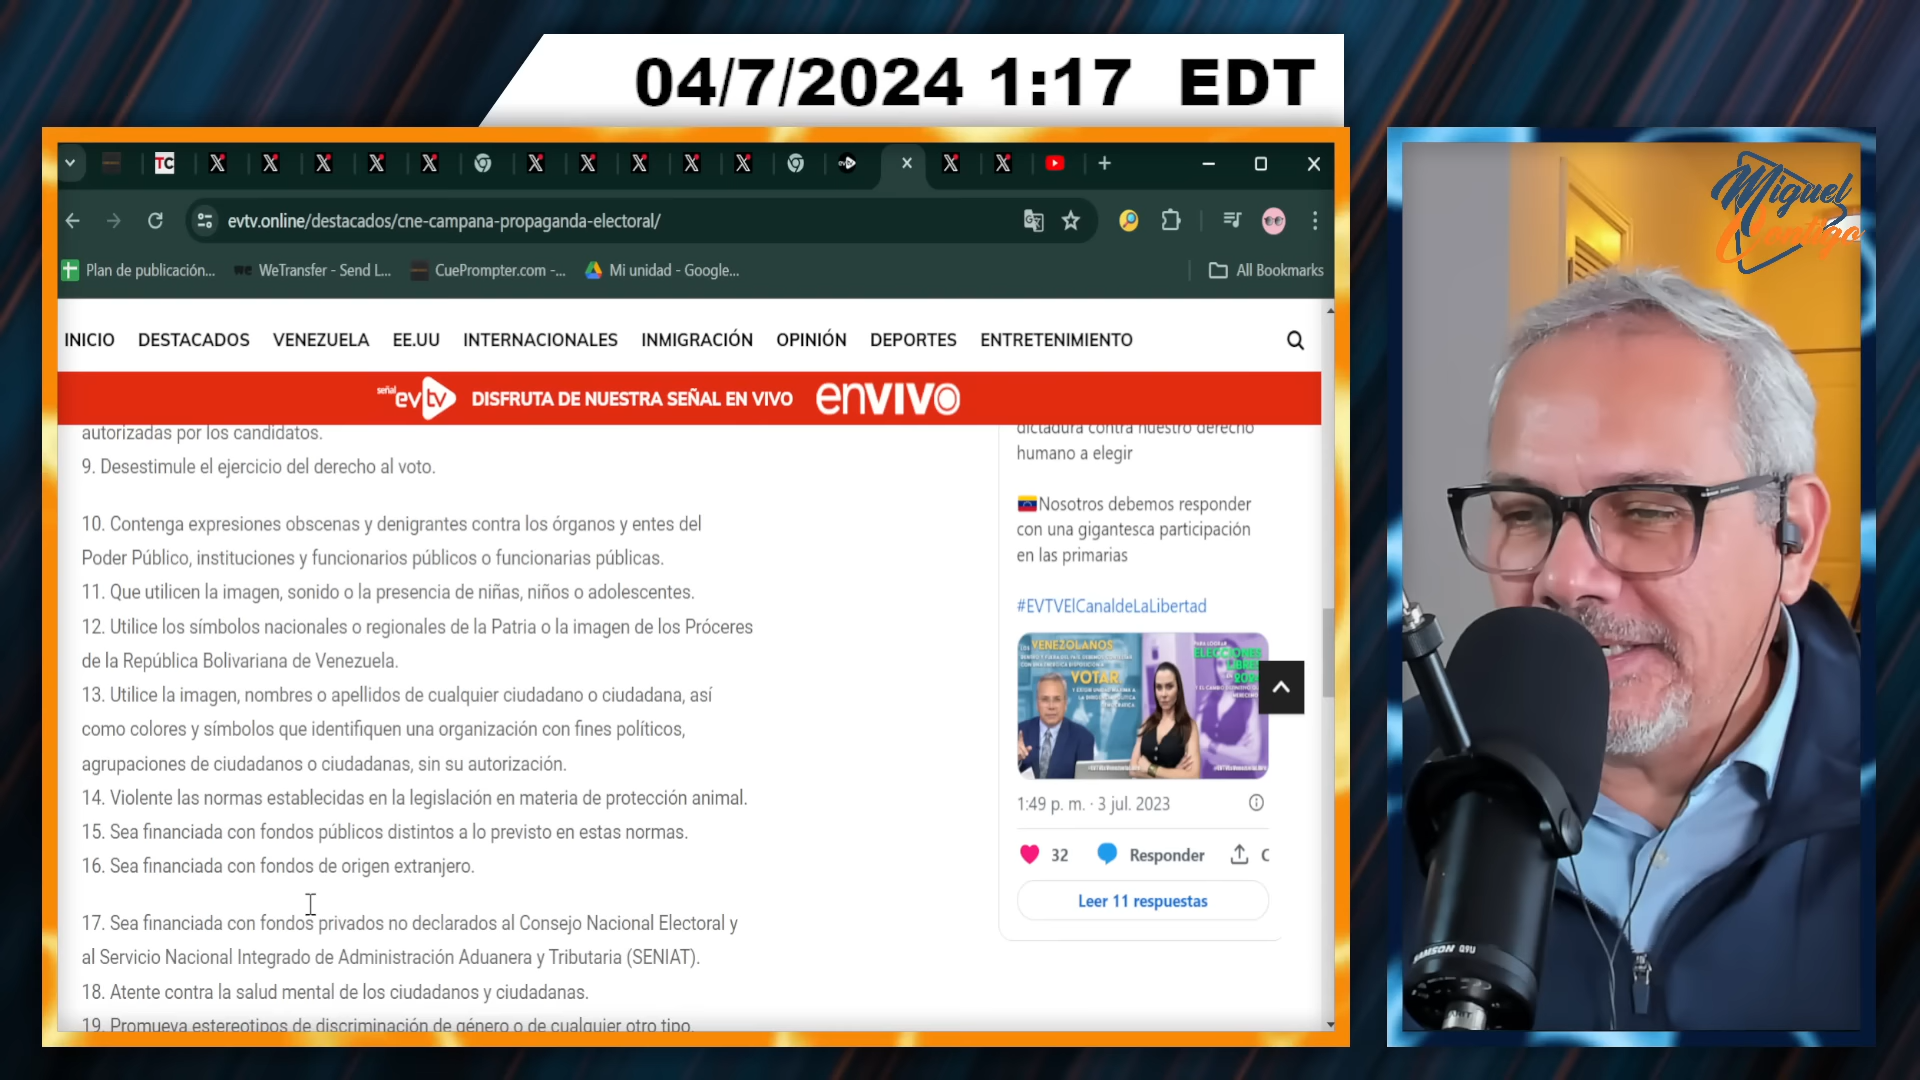 04/7/2024 1:17 EDT
TC
evtv.online/destacados/cne-campana-propaganda-electoral/
Plan de publicación...
WeTransfer - Send L...
CuePrompter.com -...
Mi unidad - Google...
All Bookmarks
INICIO DESTACADOS VENEZUELA EE.UU INTERNACIONALES INMIGRACIÓN OPINIÓN DEPORTES ENTRETENIMIENTO
señal evtv DISFRUTA DE NUESTRA SEÑAL EN VIVO enVIVO
autorizadas por los candidatos.
9. Desestimule el ejercicio del derecho al voto.
10. Contenga expresiones obscenas y denigrantes contra los órganos y entes del
Poder Público, instituciones y funcionarios públicos o funcionarias públicas.
11. Que utilicen la imagen, sonido o la presencia de niñas, niños o adolescentes.
12. Utilice los símbolos nacionales o regionales de la Patria o la imagen de los Próceres
de la República Bolivariana de Venezuela.
13. Utilice la imagen, nombres o apellidos de cualquier ciudadano o ciudadana, así
como colores y símbolos que identifiquen una organización con fines políticos,
agrupaciones de ciudadanos o ciudadanas, sin su autorización.
14. Violente las normas establecidas en la legislación en materia de protección animal.
15. Sea financiada con fondos públicos distintos a lo previsto en estas normas.
16. Sea financiada con fondos de origen extranjero.
17. Sea financiada con fondos privados no declarados al Consejo Nacional Electoral y
al Servicio Nacional Integrado de Administración Aduanera y Tributaria (SENIAT).
18. Atente contra la salud mental de los ciudadanos y ciudadanas.
19. Promueva estereotipos de discriminación de género o de cualquier otro tipo.
dictadura contra nuestro derecho
humano a elegir
Nosotros debemos responder
con una gigantesca participación
en las primarias
#EVTVElCanaldeLaLibertad
VENEZOLANOS
VOTAR
ELECCIONES
LIBRES
1:49 p. m. · 3 jul. 2023
32 Responder C
Leer 11 respuestas
Miguel
Contigo
SAMSON Q9U